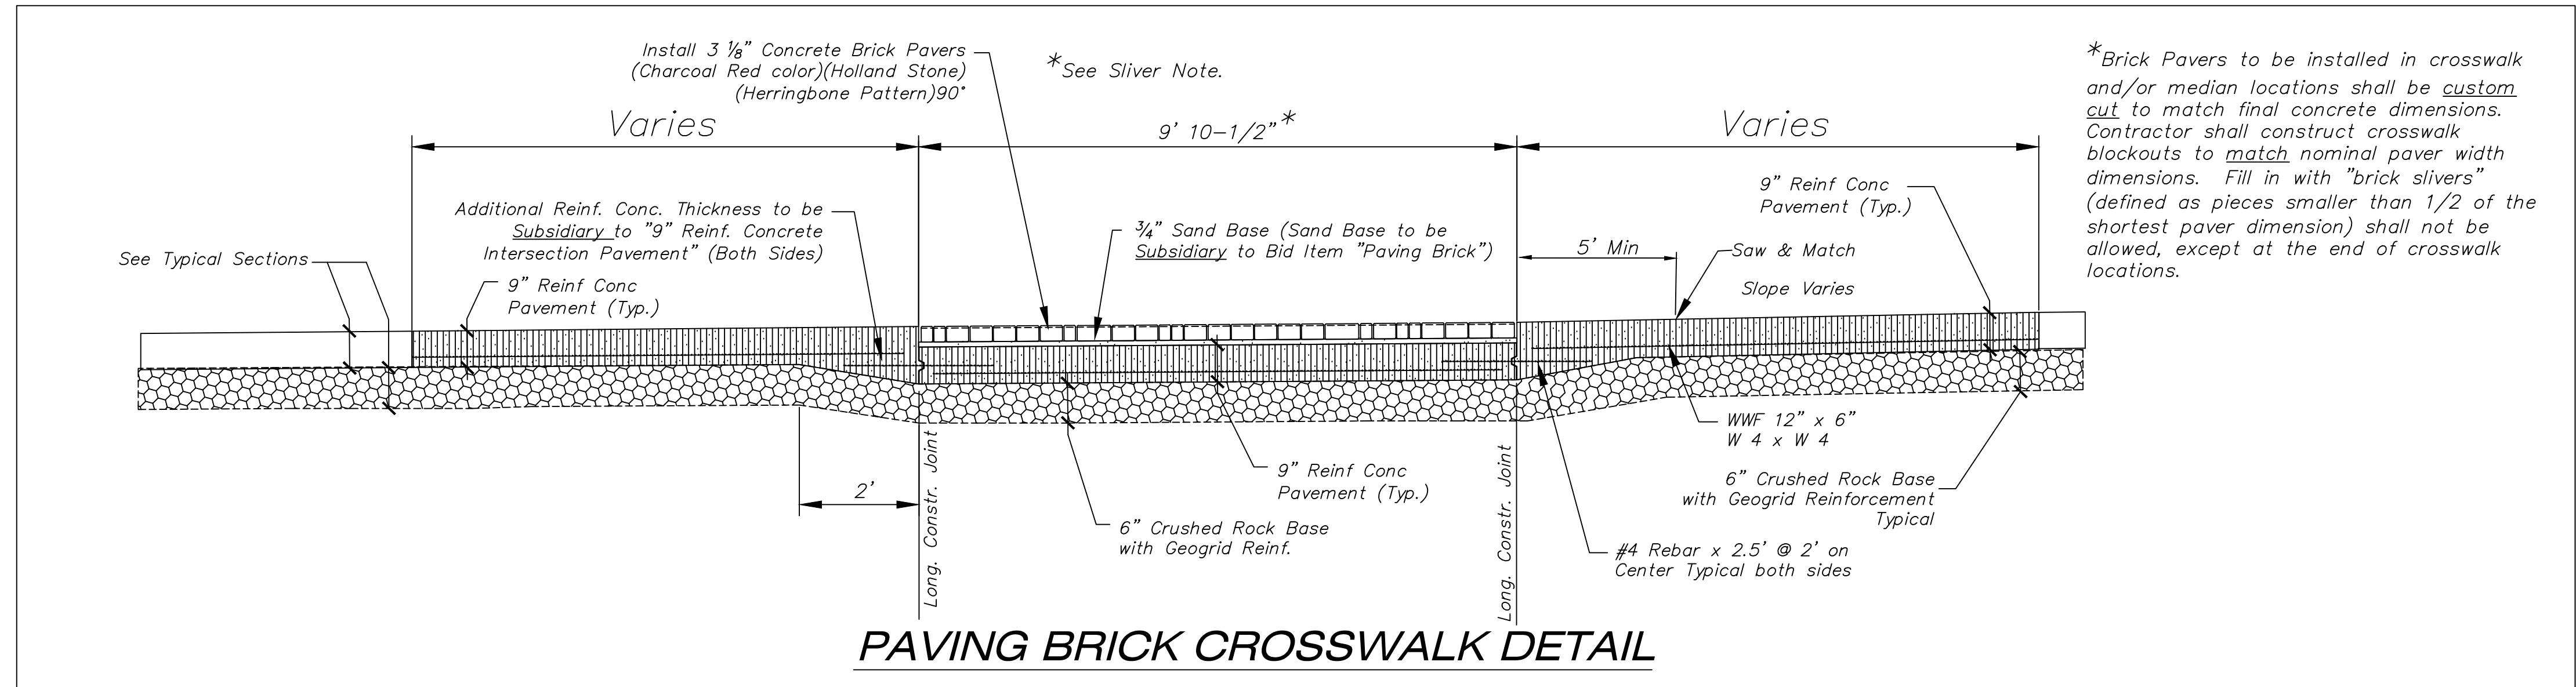 Install 3 ⅛" Concrete Brick Pavers
(Charcoal Red color)(Holland Stone)
(Herringbone Pattern)90°
*See Sliver Note.
*Brick Pavers to be installed in crosswalk
and/or median locations shall be custom
cut to match final concrete dimensions.
Contractor shall construct crosswalk
blockouts to match nominal paver width
dimensions. Fill in with "brick slivers"
(defined as pieces smaller than 1/2 of the
shortest paver dimension) shall not be
allowed, except at the end of crosswalk
locations.
Varies
9' 10-1/2"*
Varies
Additional Reinf. Conc. Thickness to be
Subsidiary to "9" Reinf. Concrete
Intersection Pavement" (Both Sides)
¾" Sand Base (Sand Base to be
Subsidiary to Bid Item "Paving Brick")
9" Reinf Conc
Pavement (Typ.)
5' Min
Saw & Match
Slope Varies
See Typical Sections
9" Reinf Conc
Pavement (Typ.)
WWF 12" x 6"
W 4 x W 4
9" Reinf Conc
Pavement (Typ.)
6" Crushed Rock Base
with Geogrid Reinforcement
Typical
2'
6" Crushed Rock Base
with Geogrid Reinf.
#4 Rebar x 2.5' @ 2' on
Center Typical both sides
Long. Constr. Joint
Long. Constr. Joint
PAVING BRICK CROSSWALK DETAIL